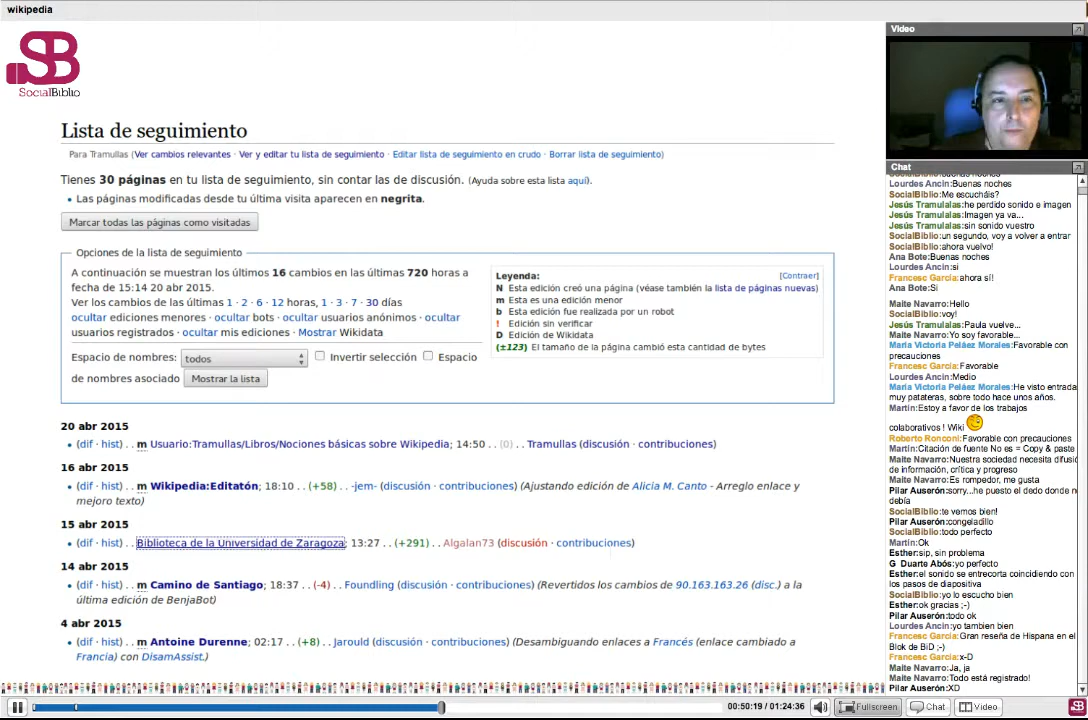 wikipedia
SB
SocialBiblio
Lista de seguimiento
Para Tramullas (Ver cambios relevantes · Ver y editar tu lista de seguimiento · Editar lista de seguimiento en crudo · Borrar lista de seguimiento)
Tienes 30 páginas en tu lista de seguimiento, sin contar las de discusión. (Ayuda sobre esta lista aquí).
• Las páginas modificadas desde tu última visita aparecen en negrita.
Marcar todas las páginas como visitadas
Opciones de la lista de seguimiento
A continuación se muestran los últimos 16 cambios en las últimas 720 horas a
fecha de 15:14 20 abr 2015.
Ver los cambios de las últimas 1 · 2 · 6 · 12 horas, 1 · 3 · 7 · 30 días
ocultar ediciones menores · ocultar bots · ocultar usuarios anónimos · ocultar
usuarios registrados · ocultar mis ediciones · Mostrar Wikidata
Espacio de nombres: todos Invertir selección Espacio
de nombres asociado Mostrar la lista
Leyenda: [Contraer]
N Esta edición creó una página (véase también la lista de páginas nuevas)
m Esta es una edición menor
b Esta edición fue realizada por un robot
! Edición sin verificar
D Edición de Wikidata
(±123) El tamaño de la página cambió esta cantidad de bytes
20 abr 2015
• (dif · hist) . . m Usuario:Tramullas/Libros/Nociones básicas sobre Wikipedia; 14:50 . . (0) . . Tramullas (discusión · contribuciones)
16 abr 2015
• (dif · hist) . . m Wikipedia:Editatón; 18:10 . . (+58) . . -jem- (discusión · contribuciones) (Ajustando edición de Alicia M. Canto - Arreglo enlace y
mejoro texto)
15 abr 2015
• (dif · hist) . . Biblioteca de la Universidad de Zaragoza; 13:27 . . (+291) . . Algalan73 (discusión · contribuciones)
14 abr 2015
• (dif · hist) . . m Camino de Santiago; 18:37 . . (-4) . . Foundling (discusión · contribuciones) (Revertidos los cambios de 90.163.163.26 (disc.) a la
última edición de BenjaBot)
4 abr 2015
• (dif · hist) . . m Antoine Durenne; 02:17 . . (+8) . . Jarould (discusión · contribuciones) (Desambiguando enlaces a Francés (enlace cambiado a
Francia) con DisamAssist.)
Video
Chat
Lourdes Ancin:Buenas noches
SocialBiblio:Me escucháis?
Jesús Tramulalas:he perdido sonido e imagen
Jesús Tramulalas:Imagen ya va...
Jesús Tramulalas:sin sonido vuestro
SocialBiblio:un segundo, voy a volver a entrar
SocialBiblio:ahora vuelvo!
Ana Bote:Buenas noches
Lourdes Ancin:si
Francesc García:ahora sí!
Ana Bote:Si
Maite Navarro:Hello
SocialBiblio:voy!
Jesús Tramulalas:Paula vuelve...
Maite Navarro:Yo soy favorable...
Maria Victoria Peláez Morales:Favorable con
precauciones
Francesc García:Favorable
Lourdes Ancin:Medio
Maria Victoria Peláez Morales:He visto entrada
muy patateras, sobre todo hace unos años.
Martin:Estoy a favor de los trabajos
colaborativos ! Wiki
Roberto Ronconi:Favorable con precauciones
Martin:Citación de fuente No es = Copy & paste
Maite Navarro:Nuestra sociedad necesita difusió
de información, crítica y progreso
Maite Navarro:Es rompedor, me gusta
Pilar Auserón:sorry...he puesto el dedo donde n
debía
SocialBiblio:te vemos bien!
Pilar Auserón:congeladillo
SocialBiblio:todo perfecto
Martin:Ok
Esther:sip, sin problema
G Duarte Abós:yo perfecto
Esther:el sonido se entrecorta coincidiendo con
los pasos de diapositiva
SocialBiblio:yo lo escucho bien
Esther:ok gracias ;-)
Pilar Auserón:todo ok
Lourdes Ancin:yo tambien bien
Francesc García:Gran reseña de Hispana en el
Blok de BiD ;-)
Francesc García:x-D
Maite Navarro:Ja, ja
Maite Navarro:Todo está registrado!
Pilar Auserón:XD
00:50:19 / 01:24:36
Fullscreen
Chat
Video
SB